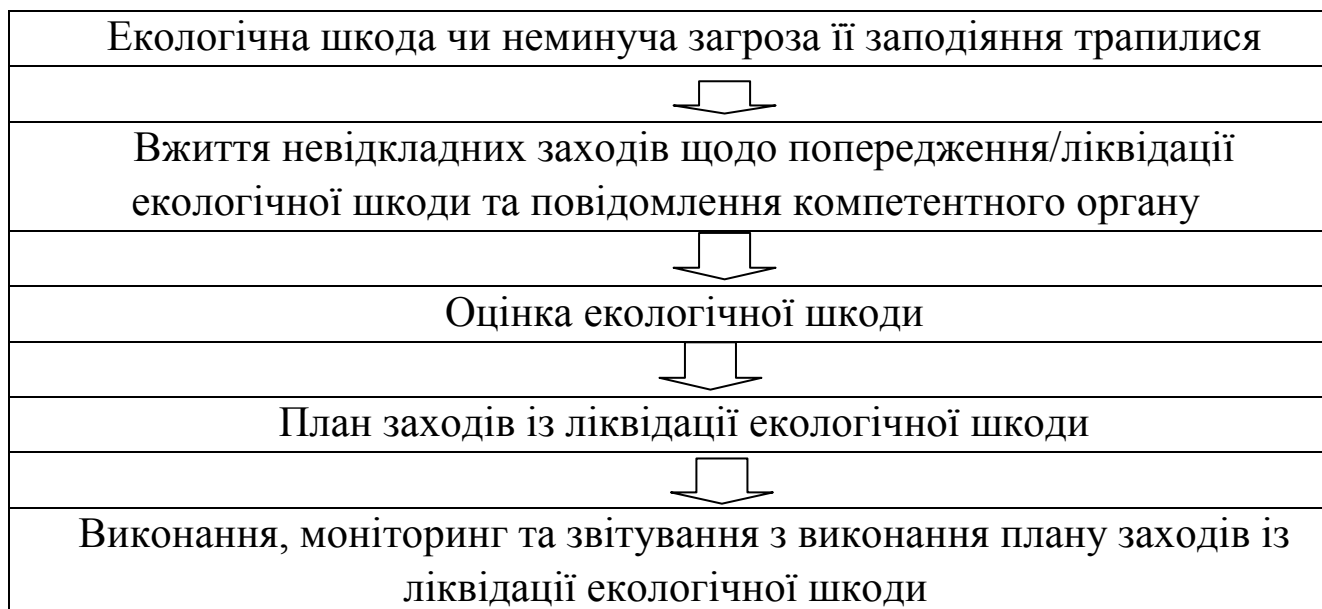 Екологічна шкода чи неминуча загроза її заподіяння трапилися
Вжиття невідкладних заходів щодо попередження/ліквідації
екологічної шкоди та повідомлення компетентного органу
Оцінка екологічної шкоди
План заходів із ліквідації екологічної шкоди
Виконання, моніторинг та звітування з виконання плану заходів із
ліквідації екологічної шкоди